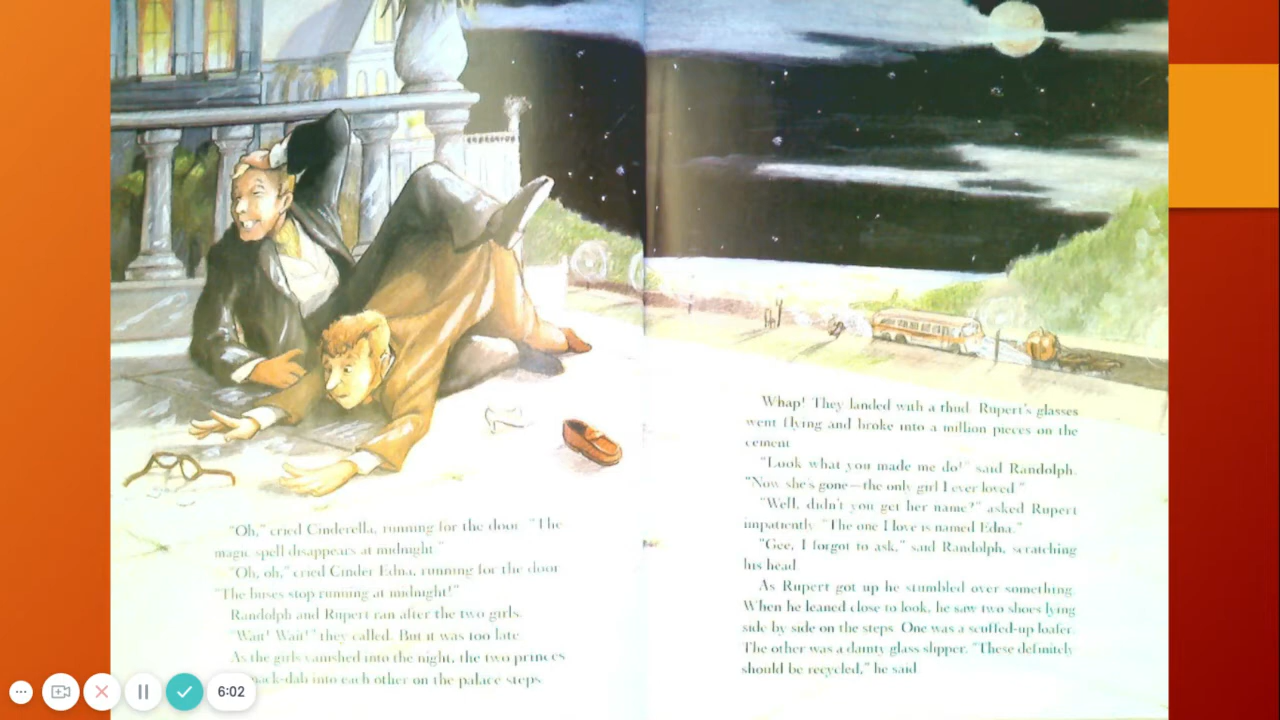 "Oh," cried Cinderella, running for the door. "The
magic spell disappears at midnight."
"Oh, oh," cried Cinder Edna, running for the door.
"The buses stop running at midnight!"
Randolph and Rupert ran after the two girls.
"Wait! Wait!" they called. But it was too late.
As the girls vanished into the night, the two princes
into each other on the palace steps.
Whap! They landed with a thud. Rupert's glasses
went flying and broke into a million pieces on the
cement.
"Look what you made me do!" said Randolph.
"Now she's gone—the only girl I ever loved."
"Well, didn't you get her name?" asked Rupert
impatiently. "The one I love is named Edna."
"Gee, I forgot to ask," said Randolph, scratching
his head.
As Rupert got up he stumbled over something.
When he leaned close to look, he saw two shoes lying
side by side on the steps. One was a scuffed-up loafer.
The other was a dainty glass slipper. "These definitely
should be recycled," he said.
6:02